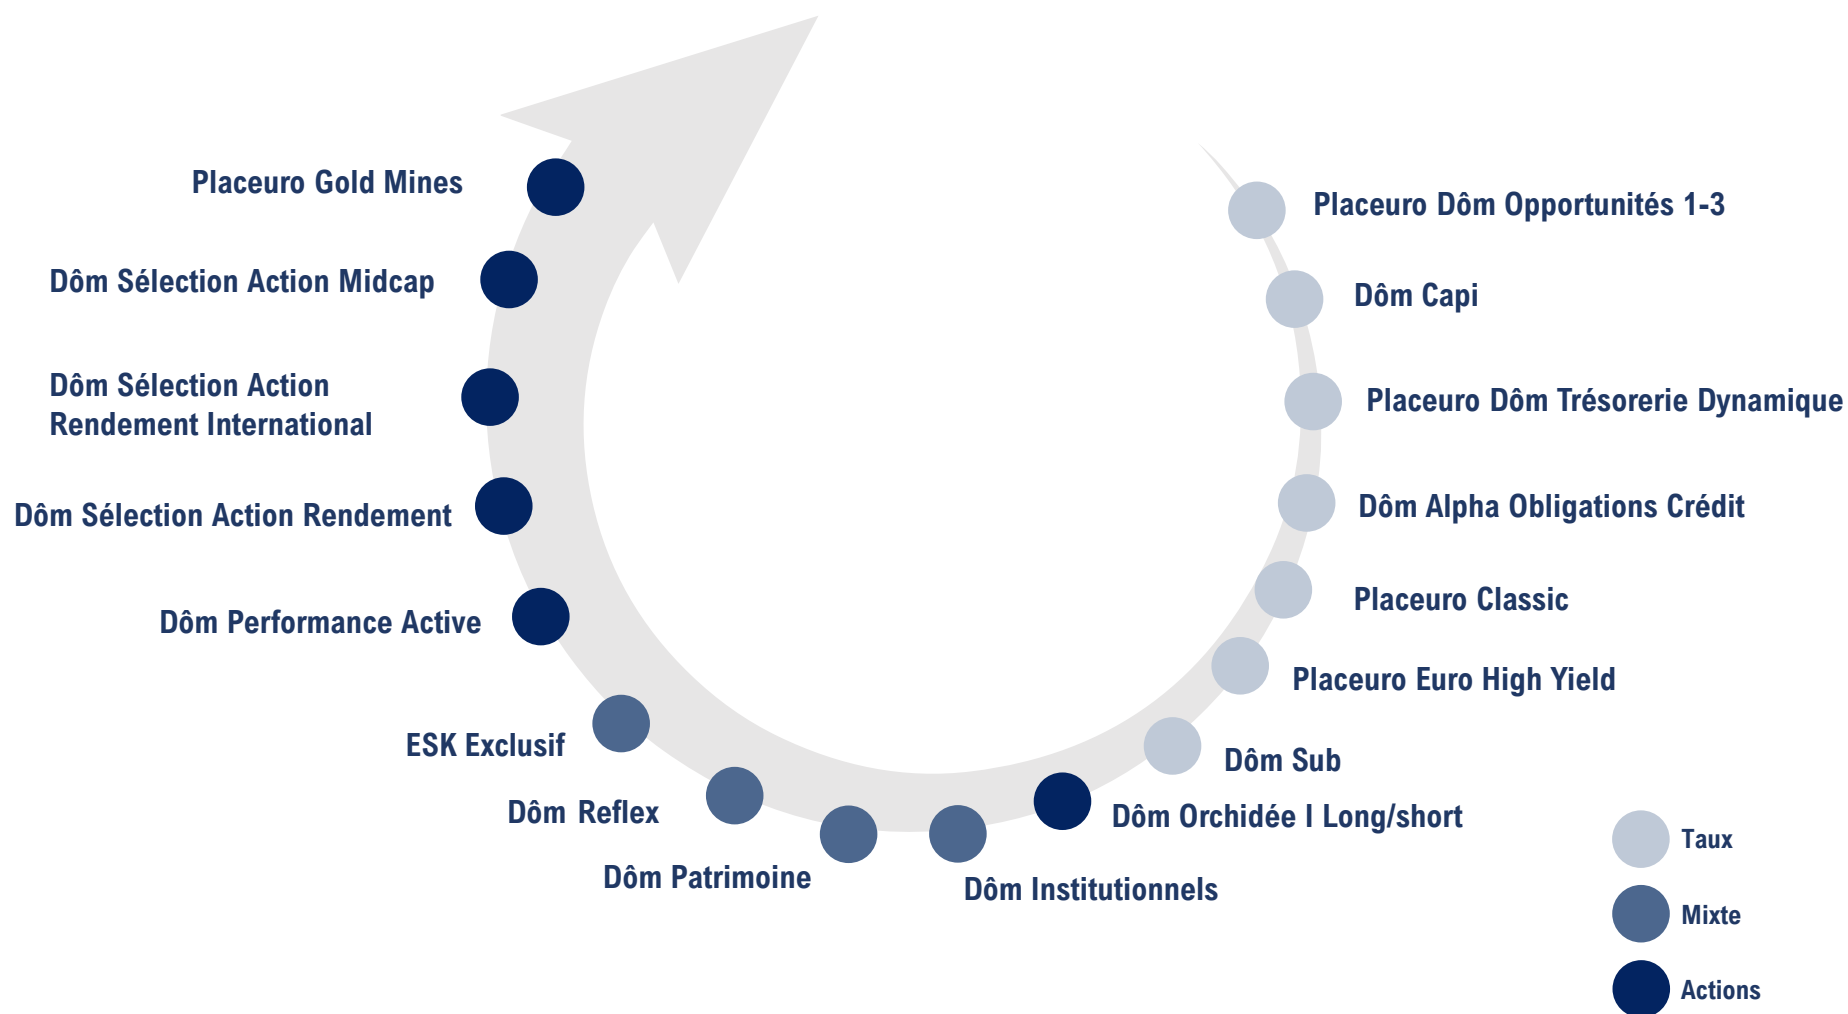 Placeuro Gold Mines
Dôm Sélection Action Midcap
Dôm Sélection Action
Rendement International
Dôm Sélection Action Rendement
Dôm Performance Active
ESK Exclusif
Dôm Reflex
Dôm Patrimoine
Dôm Institutionnels
Dôm Orchidée I Long/short
Dôm Sub
Placeuro Euro High Yield
Placeuro Classic
Dôm Alpha Obligations Crédit
Placeuro Dôm Trésorerie Dynamique
Dôm Capi
Placeuro Dôm Opportunités 1-3
Taux
Mixte
Actions